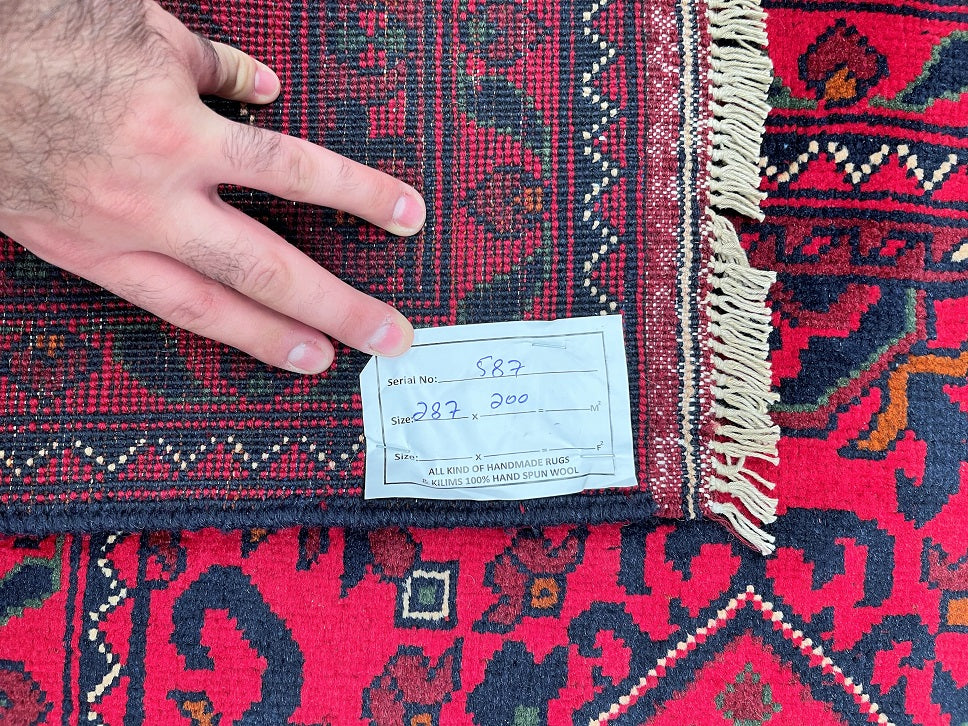 Serial No: 587
Size: 287 x 200 = M²
Size: x = F²
ALL KIND OF HANDMADE RUGS
& KILIMS 100% HAND SPUN WOOL